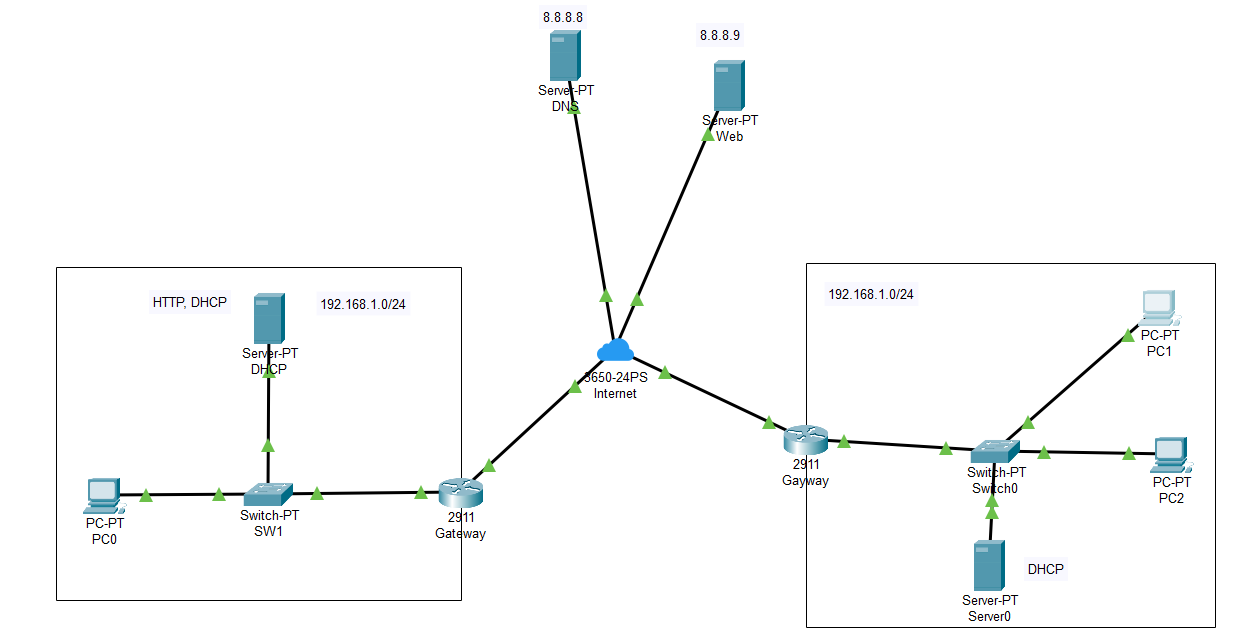 8.8.8.8
Server-PT
DNS
8.8.8.9
Server-PT
Web
3650-24PS
Internet
HTTP, DHCP
192.168.1.0/24
Server-PT
DHCP
PC-PT
PC0
Switch-PT
SW1
2911
Gateway
192.168.1.0/24
PC-PT
PC1
2911
Gayway
Switch-PT
Switch0
PC-PT
PC2
DHCP
Server-PT
Server0